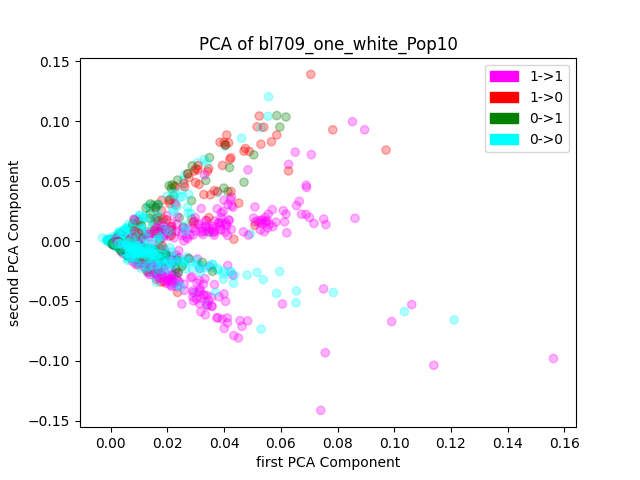 PCA of bl709_one_white_Pop10
0.15
0.10
0.05
0.00
−0.05
−0.10
−0.15
second PCA Component
1->1
1->0
0->1
0->0
0.00 0.02 0.04 0.06 0.08 0.10 0.12 0.14 0.16
first PCA Component